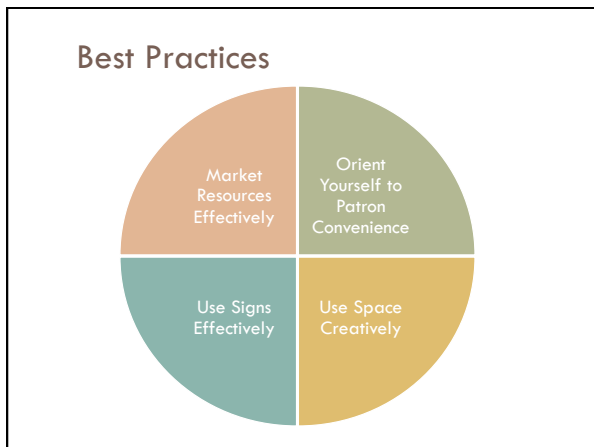 Best Practices
Market
Resources
Effectively
Orient
Yourself to
Patron
Convenience
Use Signs
Effectively
Use Space
Creatively